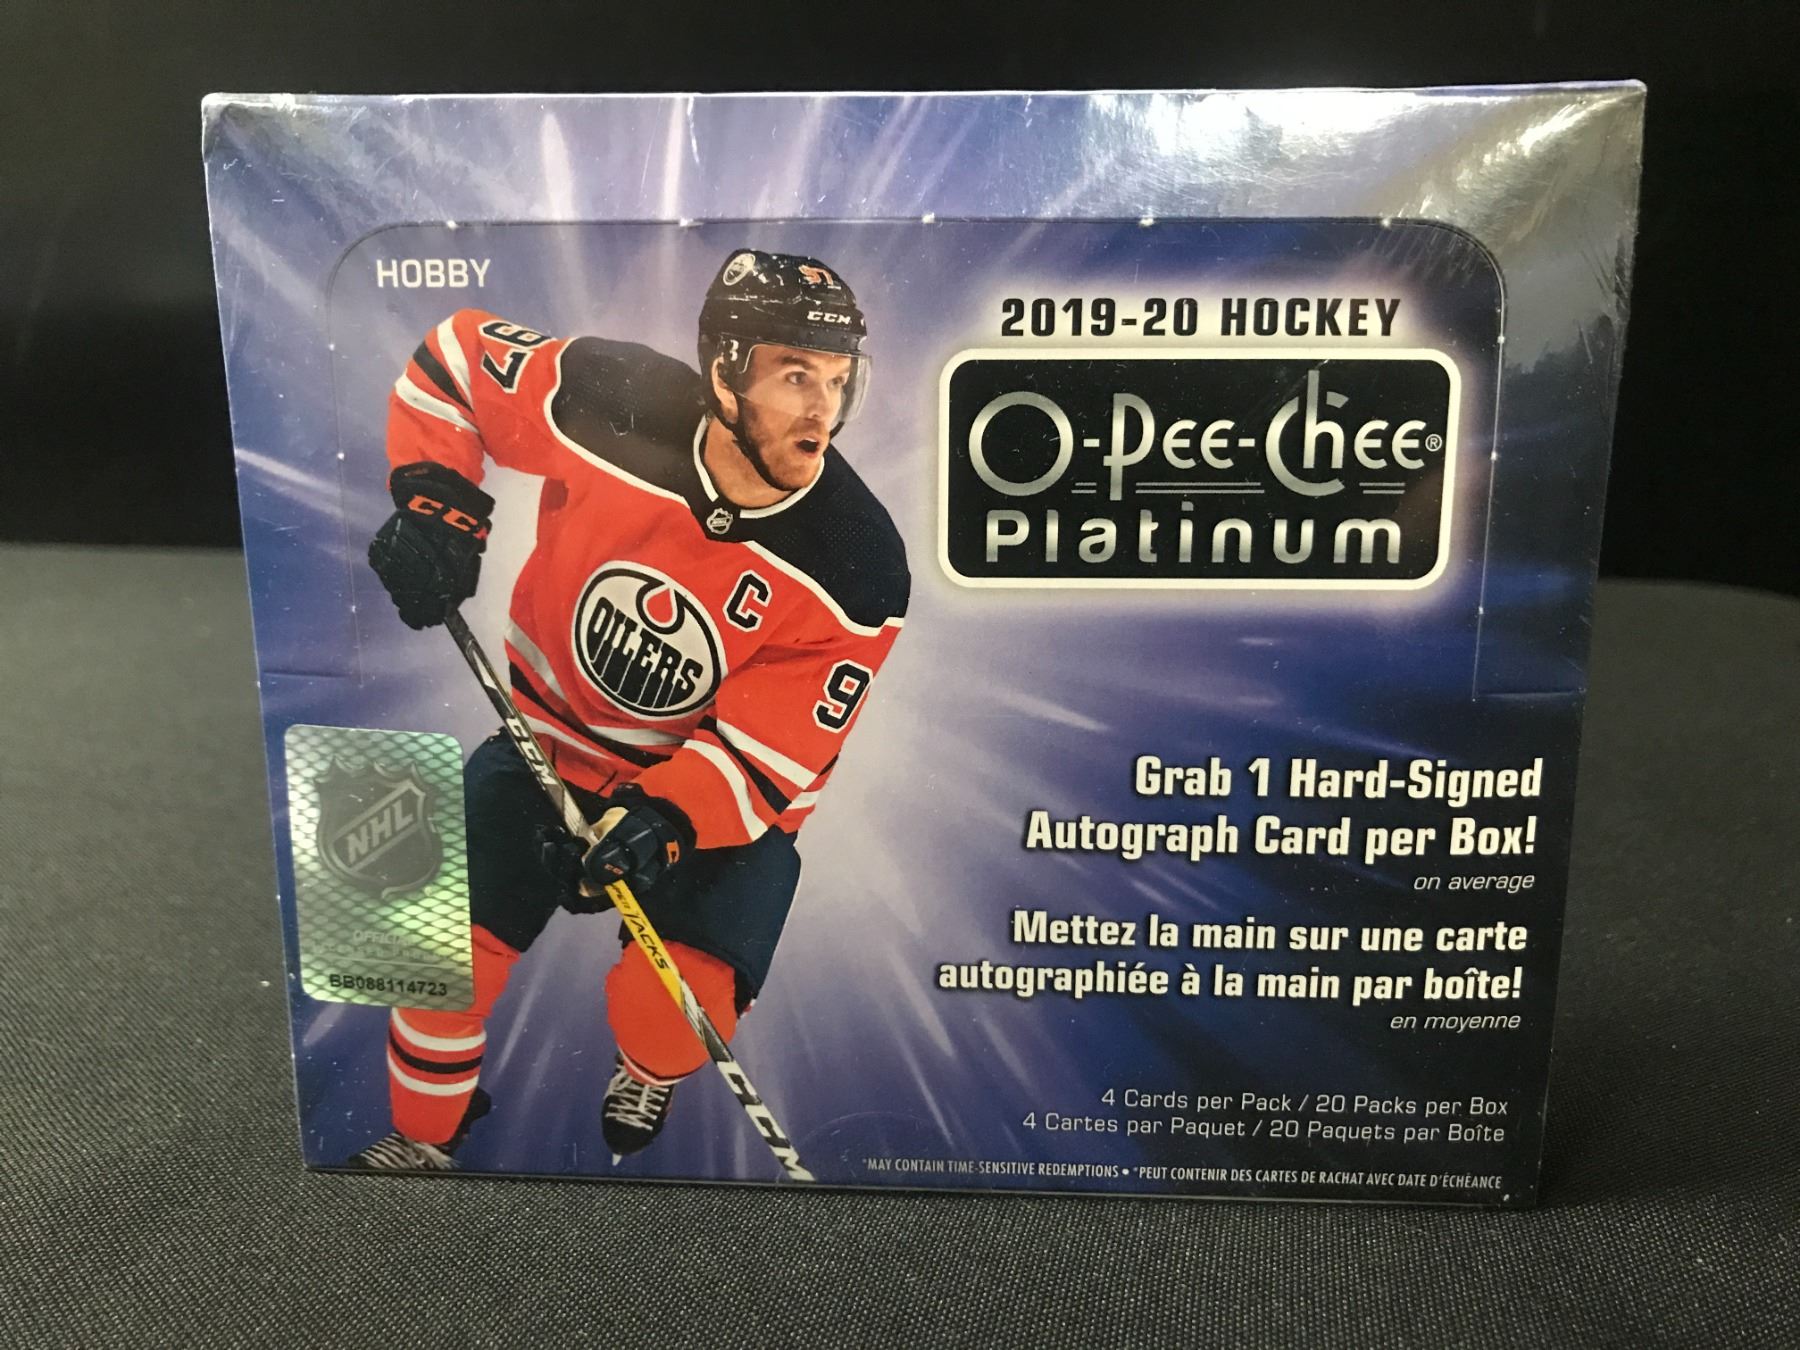 HOBBY
2019-20 HOCKEY
O-PEE-Chee®
Platinum
97
CCM
97
CCM
C
OILERS
9
CCM
NHL
OFFICIAL
BB088114723
TACKS
CCM
Grab 1 Hard-Signed
Autograph Card per Box!
on average
Mettez la main sur une carte
autographiée à la main par boîte!
en moyenne
4 Cards per Pack / 20 Packs per Box
4 Cartes par Paquet / 20 Paquets par Boîte
*MAY CONTAIN TIME-SENSITIVE REDEMPTIONS • *PEUT CONTENIR DES CARTES DE RACHAT AVEC DATE D'ÉCHÉANCE